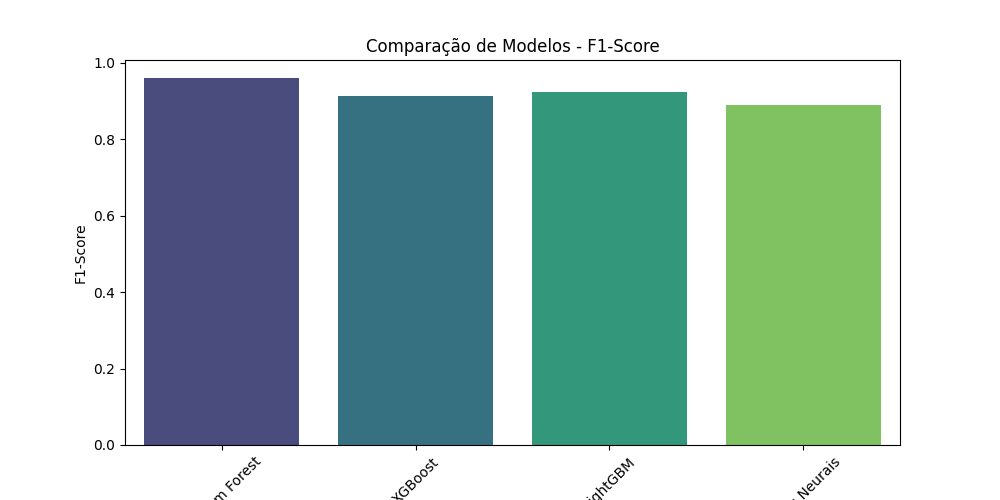 Comparação de Modelos - F1-Score
F1-Score
1.0
0.8
0.6
0.4
0.2
0.0
Forest
XGBoost
ightGBM
Neurais